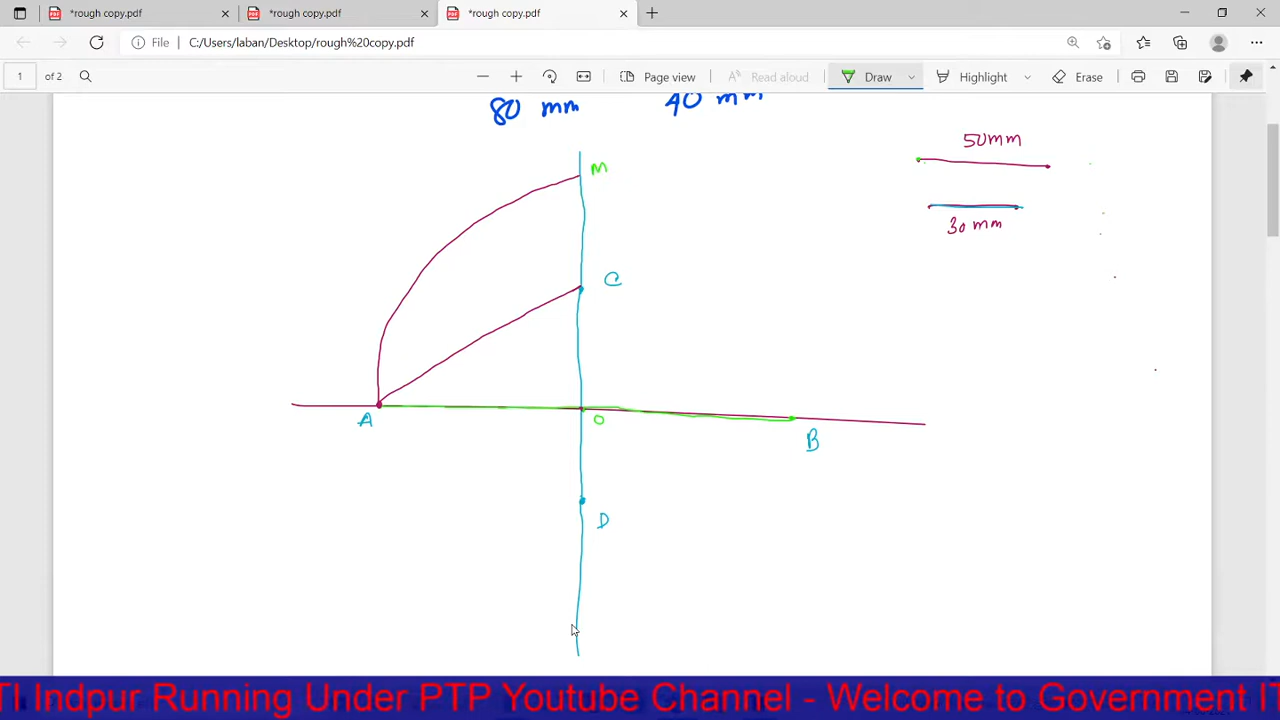 *rough copy.pdf
*rough copy.pdf
*rough copy.pdf
File
C:/Users/laban/Desktop/rough%20copy.pdf
1
of 2
Page view
Read aloud
Draw
Highlight
Erase
80 mm 40 mm
50mm
M
30 mm
C
A
O
B
D
TI Indpur Running Under PTP Youtube Channel - Welcome to Government IT